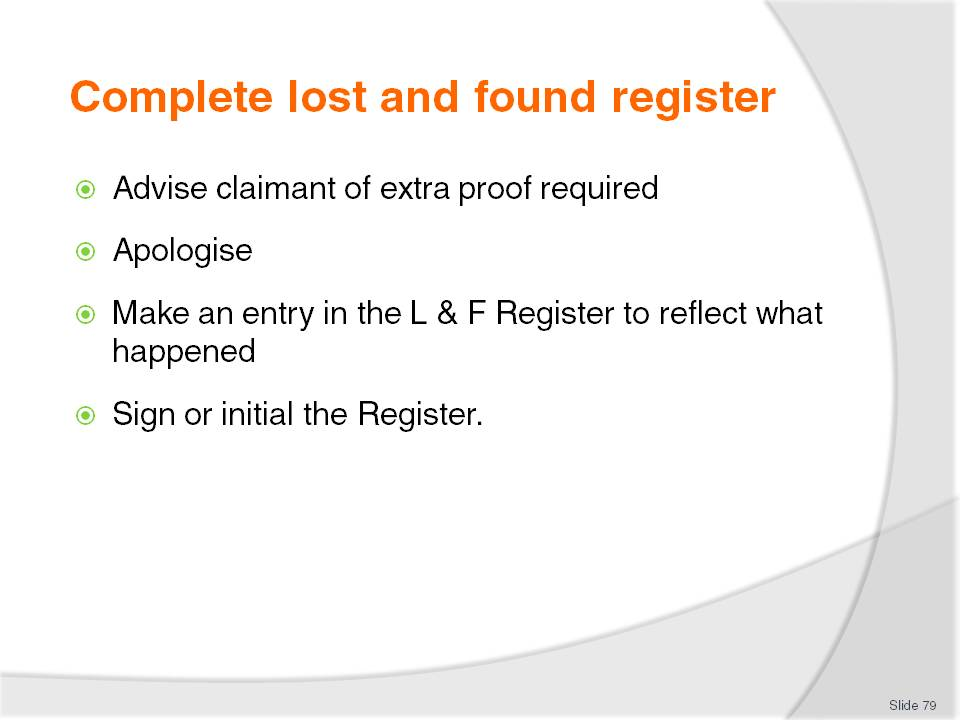 Complete lost and found register
Advise claimant of extra proof required
Apologise
Make an entry in the L & F Register to reflect what
happened
Sign or initial the Register.
Slide 79